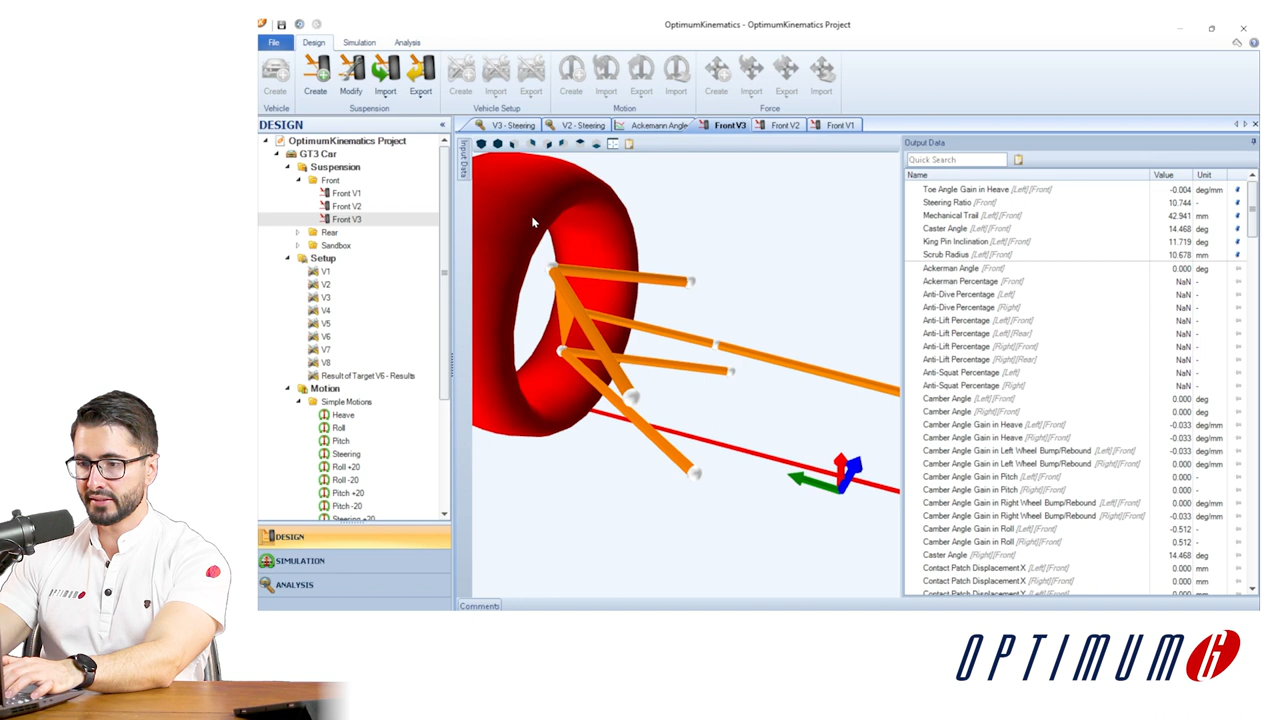 OptimumKinematics - OptimumKinematics Project
File Design Simulation Analysis
Create Create Modify Import Export Create Import Export Create Import Export Import Create Import Export Import
Vehicle Suspension Vehicle Setup Motion Force
DESIGN
OptimumKinematics Project
GT3 Car
Suspension
Front
Front V1
Front V2
Front V3
Rear
Sandbox
Setup
V1
V2
V3
V4
V5
V6
V7
V8
Result of Target V6 - Results
Motion
Simple Motions
Heave
Roll
Pitch
Steering
Roll +20
Roll -20
Pitch +20
Pitch -20
Steering +20
DESIGN
SIMULATION
ANALYSIS
V3 - Steering V2 - Steering Ackemann Angle Front V3 Front V2 Front V1
Input Data
Comments
Output Data
Quick Search
Name Value Unit
Toe Angle Gain in Heave [Left][Front] -0.004 deg/mm
Steering Ratio [Front] 10.744 -
Mechanical Trail [Left][Front] 42.941 mm
Caster Angle [Left][Front] 14.468 deg
King Pin Inclination [Left][Front] 11.719 deg
Scrub Radius [Left][Front] 10.678 mm
Ackerman Angle [Front] 0.000 deg
Ackerman Percentage [Front] NaN -
Anti-Dive Percentage [Left] NaN -
Anti-Dive Percentage [Right] NaN -
Anti-Lift Percentage [Left][Front] NaN -
Anti-Lift Percentage [Left][Rear] NaN -
Anti-Lift Percentage [Right][Front] NaN -
Anti-Lift Percentage [Right][Rear] NaN -
Anti-Squat Percentage [Left] NaN -
Anti-Squat Percentage [Right] NaN -
Camber Angle [Left][Front] 0.000 deg
Camber Angle [Right][Front] 0.000 deg
Camber Angle Gain in Heave [Left][Front] -0.033 deg/mm
Camber Angle Gain in Heave [Right][Front] -0.033 deg/mm
Camber Angle Gain in Left Wheel Bump/Rebound [Left][Front] -0.033 deg/mm
Camber Angle Gain in Left Wheel Bump/Rebound [Right][Front] 0.000 deg/mm
Camber Angle Gain in Pitch [Left][Front] 0.000 -
Camber Angle Gain in Pitch [Right][Front] 0.000 -
Camber Angle Gain in Right Wheel Bump/Rebound [Left][Front] 0.000 deg/mm
Camber Angle Gain in Right Wheel Bump/Rebound [Right][Front] -0.033 deg/mm
Camber Angle Gain in Roll [Left][Front] -0.512 -
Camber Angle Gain in Roll [Right][Front] 0.512 -
Caster Angle [Right][Front] 14.468 deg
Contact Patch Displacement X [Left][Front] 0.000 mm
Contact Patch Displacement X [Right][Front] 0.000 mm
Contact Patch Displacement Y [Left][Front] 0.000 mm
OPTIMUM G